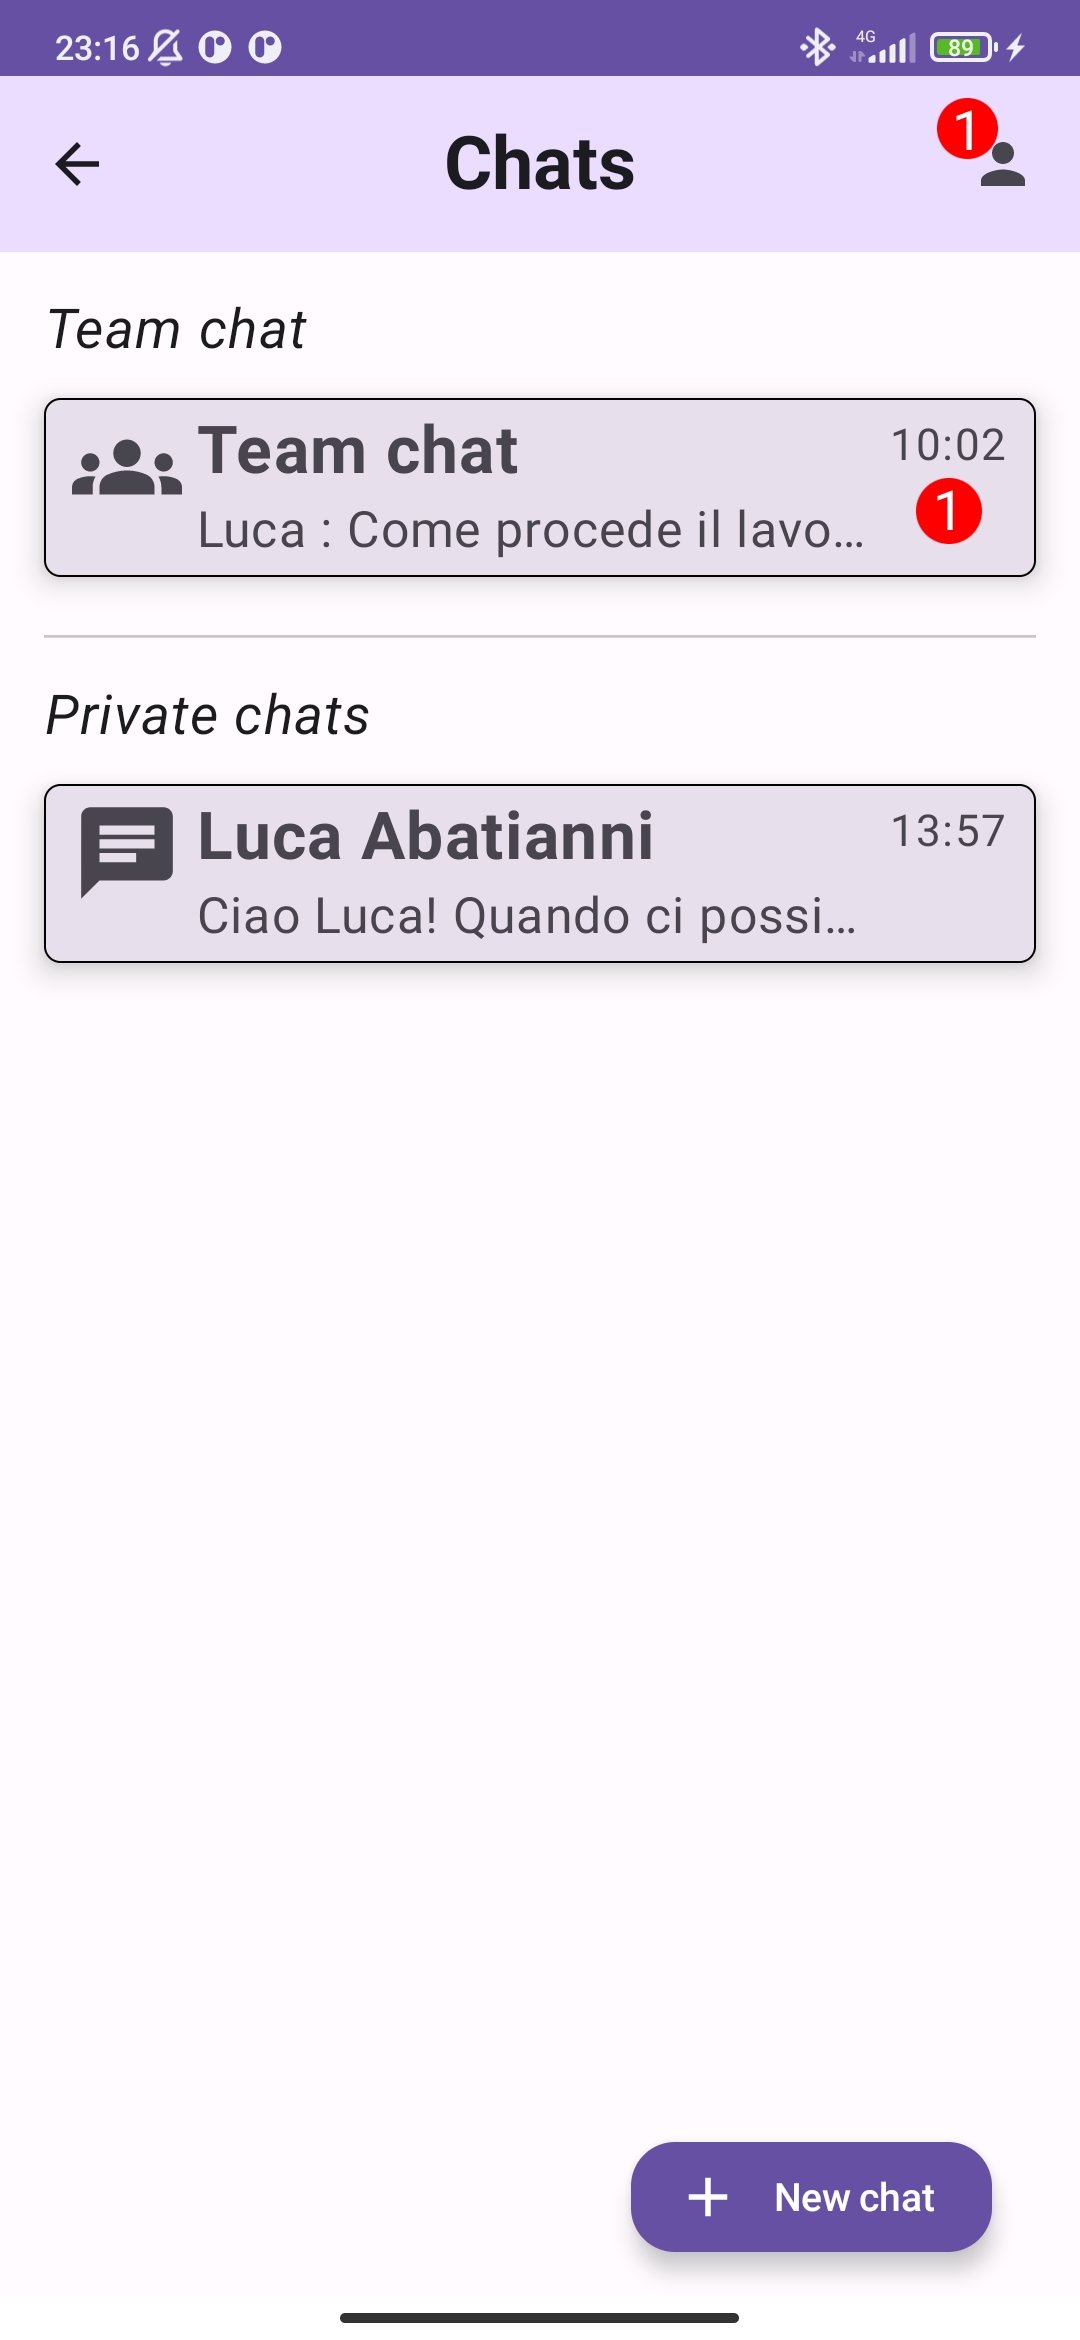 23:16
4G
89
Chats
1
Team chat
Team chat
10:02
Luca : Come procede il lavo...
1
Private chats
Luca Abatianni
13:57
Ciao Luca! Quando ci possi...
New chat